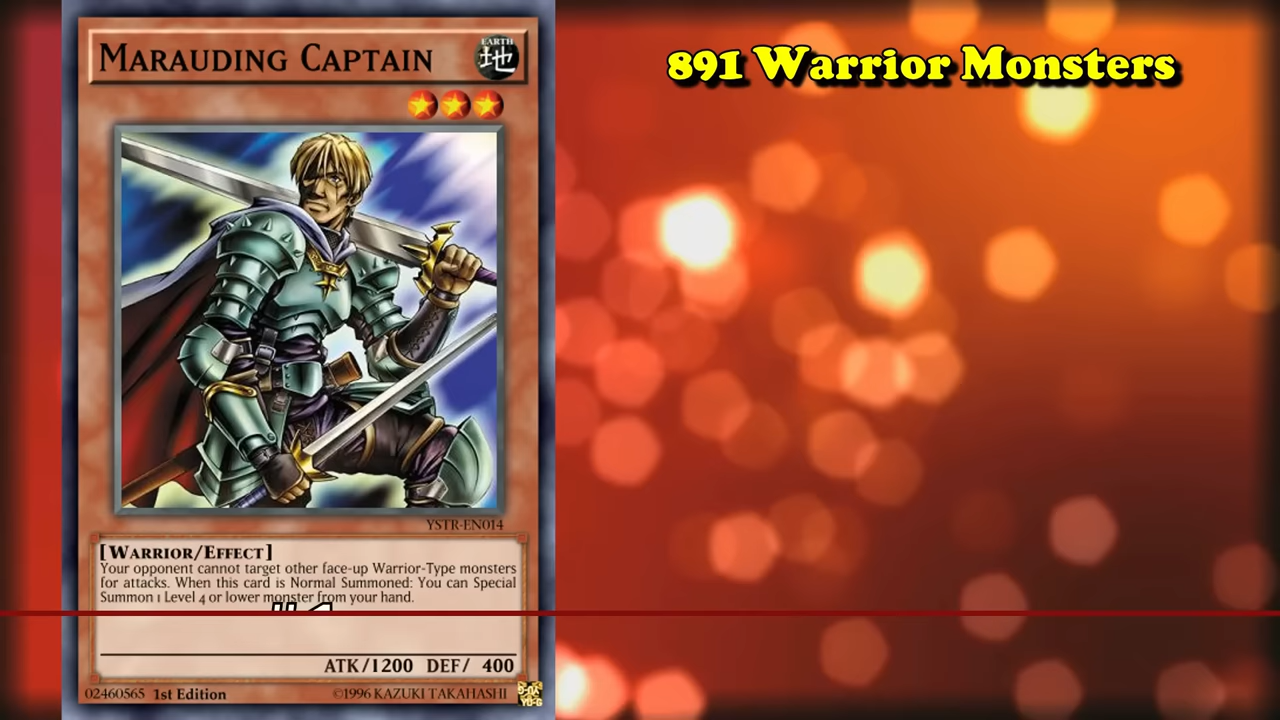 MARAUDING CAPTAIN
EARTH
地
891 Warrior Monsters
YSTR-EN014
[WARRIOR/EFFECT]
Your opponent cannot target other face-up Warrior-Type monsters
for attacks. When this card is Normal Summoned: You can Special
Summon 1 Level 4 or lower monster from your hand.
ATK/1200 DEF/ 400
02460565 1st Edition ©1996 KAZUKI TAKAHASHI